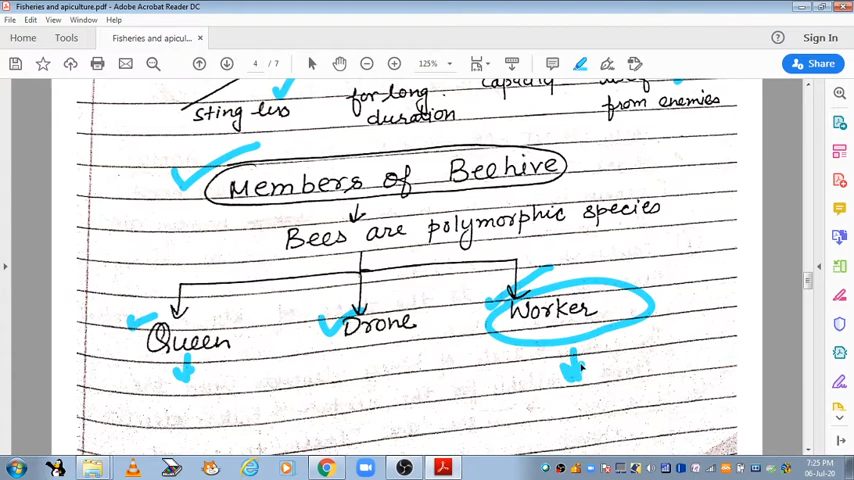 Fisheries and apiculture.pdf - Adobe Acrobat Reader DC
File Edit View Window Help
Home Tools Fisheries and apicul... × Sign In
4 / 7 125% Share
sting less for long duration capacity from enemies
Members of Beehive
Bees are polymorphic species
Queen Drone Worker
7:25 PM
06-Jul-20